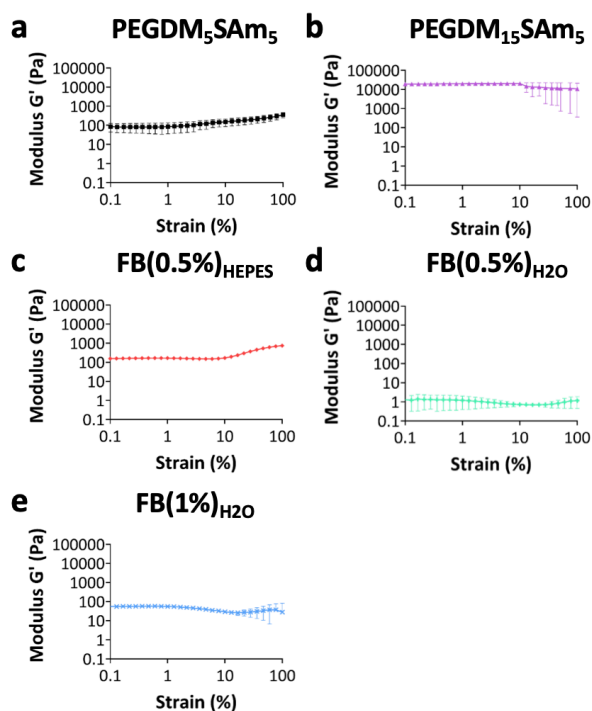 a
PEGDM₅SAm₅
Modulus G' (Pa)
100000
10000
1000
100
10
1
0.1
0.1 1 10 100
Strain (%)
b
PEGDM₁₅SAm₅
Modulus G' (Pa)
100000
10000
1000
100
10
1
0.1
0.1 1 10 100
Strain (%)
c
FB(0.5%)HEPES
Modulus G' (Pa)
100000
10000
1000
100
10
1
0.1
0.1 1 10 100
Strain (%)
d
FB(0.5%)H2O
Modulus G' (Pa)
100000
10000
1000
100
10
1
0.1
0.1 1 10 100
Strain (%)
e
FB(1%)H2O
Modulus G' (Pa)
100000
10000
1000
100
10
1
0.1
0.1 1 10 100
Strain (%)